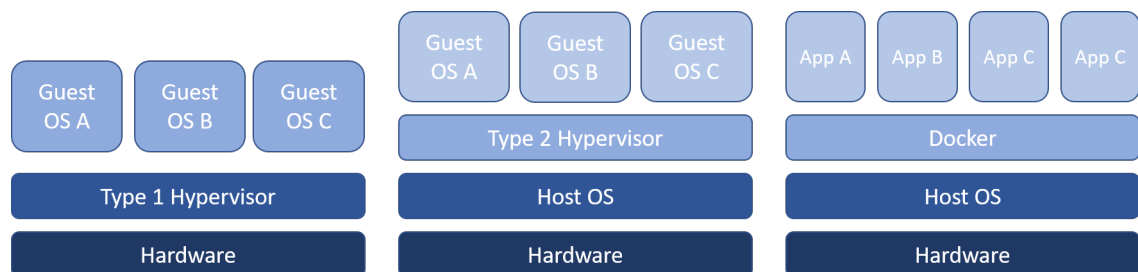 Guest
OS A
Guest
OS B
Guest
OS C
Type 1 Hypervisor
Hardware
Guest
OS A
Guest
OS B
Guest
OS C
Type 2 Hypervisor
Host OS
Hardware
App A
App B
App C
App C
Docker
Host OS
Hardware